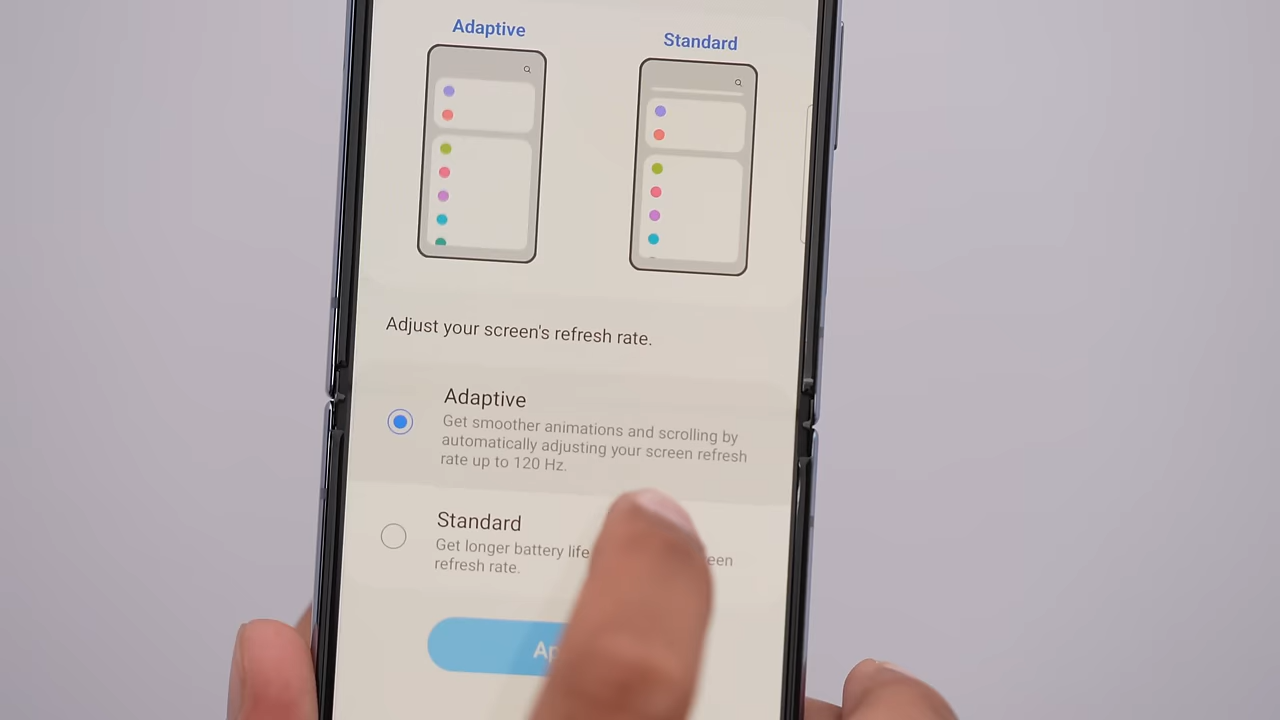 Adaptive
Standard
Adjust your screen's refresh rate.
Adaptive
Get smoother animations and scrolling by
automatically adjusting your screen refresh
rate up to 120 Hz.
Standard
Get longer battery life
refresh rate.